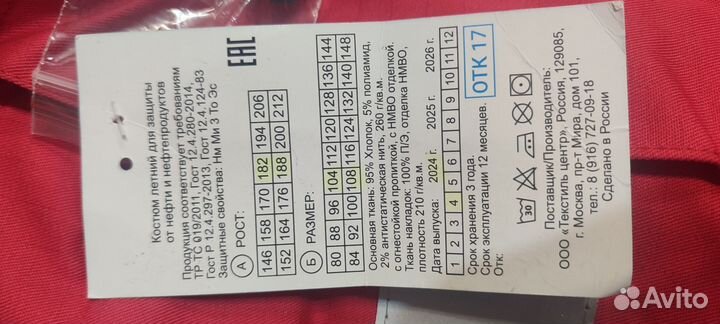 Костюм летний для защиты
от нефти и нефтепродуктов
Продукция соответствует требованиям
ТР ТС 019/2011, Гост 12.4.280-2014,
Гост Р 12.4.297-2013, Гост 12.4.124-83
Защитные свойства: Нм Ми З То Эс
EAC
А РОСТ:
146 158 170 182 194 206
152 164 176 188 200 212
Б РАЗМЕР:
80 88 96 104 112 120 128 136 144
84 92 100 108 116 124 132 140 148
Основная ткань: 95% Хлопок, 5% полиамид,
2% антистатическая нить, 260 г/кв.м.
с огнестойкой пропиткой, с НМВО отделкой.
Ткань накладок: 100% П/Э, отделка НМВО,
плотность 210 г/кв.м.
Дата выпуска: 2024 г. 2025 г. 2026 г.
1 2 3 4 5 6 7 8 9 10 11 12
Срок хранения 3 года.
Срок эксплуатации 12 месяцев.
Отк:
ОТК 17
30
Поставщик/Производитель:
ООО «Текстиль центр», Россия, 129085,
г. Москва, пр-т Мира, дом 101,
тел.: 8 (916) 727-09-18
Сделано в России
Avito